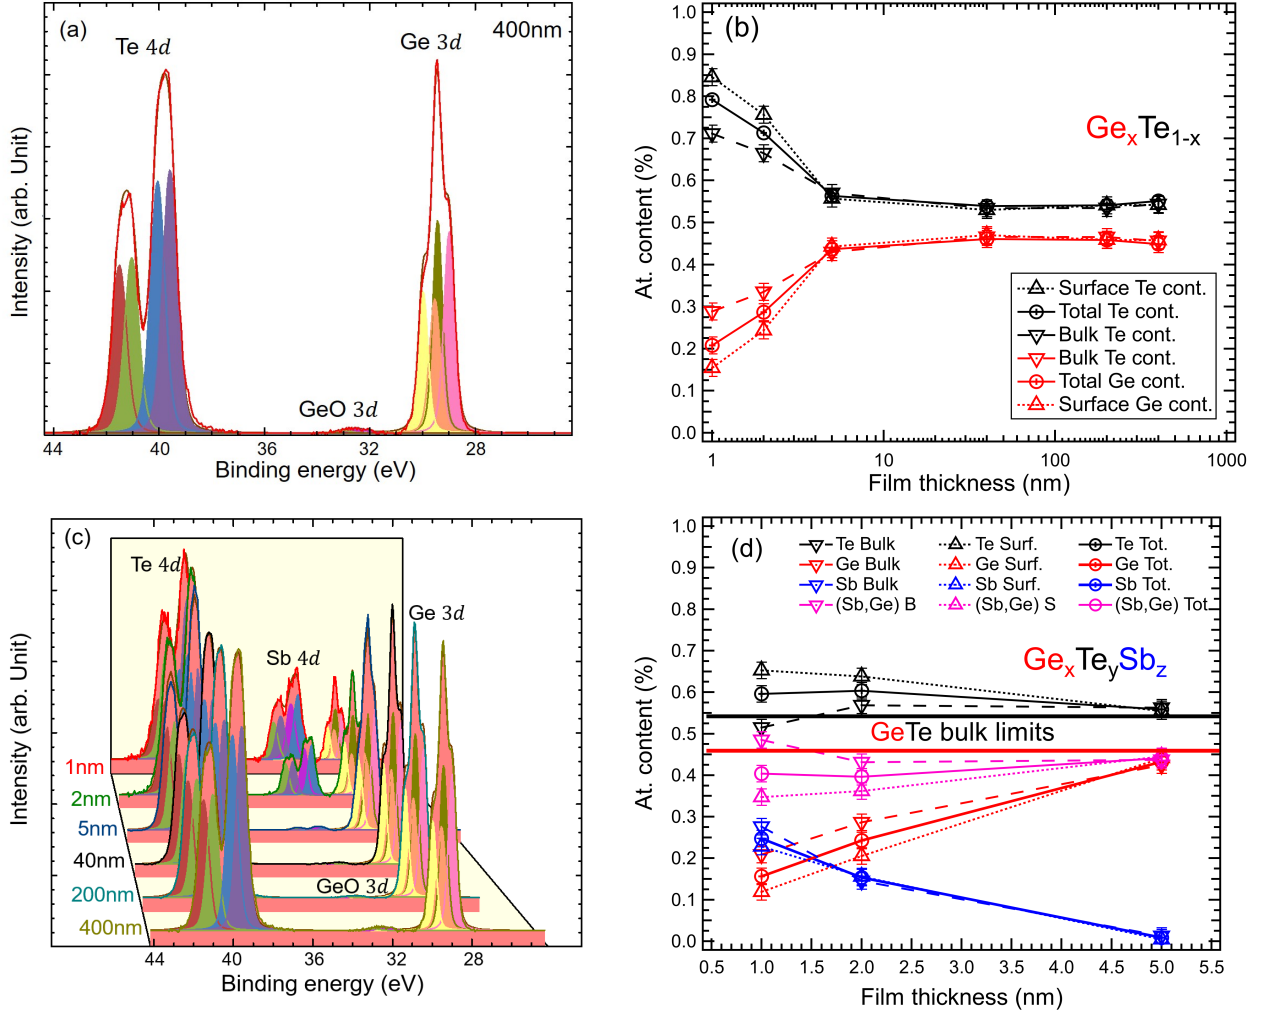 (a)
Te 4d
Ge 3d
400nm
GeO 3d
Intensity (arb. Unit)
44 40 36 32 28
Binding energy (eV)
(b)
1.0
0.9
0.8
0.7
0.6
0.5
0.4
0.3
0.2
0.1
0.0
At. content (%)
GexTe1-x
Surface Te cont.
Total Te cont.
Bulk Te cont.
Bulk Te cont.
Total Ge cont.
Surface Ge cont.
1 10 100 1000
Film thickness (nm)
(c)
Te 4d
Sb 4d
Ge 3d
1nm
2nm
5nm
40nm
200nm
400nm
GeO 3d
Intensity (arb. Unit)
44 40 36 32 28
Binding energy (eV)
(d)
1.0
0.9
0.8
0.7
0.6
0.5
0.4
0.3
0.2
0.1
0.0
At. content (%)
Te Bulk Te Surf. Te Tot.
Ge Bulk Ge Surf. Ge Tot.
Sb Bulk Sb Surf. Sb Tot.
(Sb,Ge) B (Sb,Ge) S (Sb,Ge) Tot.
GexTeySbz
GeTe bulk limits
0.5 1.0 1.5 2.0 2.5 3.0 3.5 4.0 4.5 5.0 5.5
Film thickness (nm)